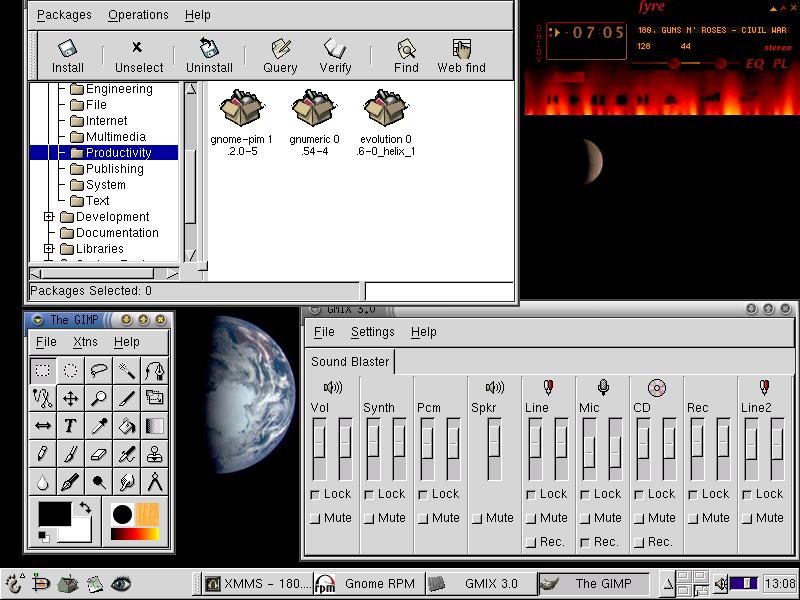 Packages Operations Help
Install Unselect Uninstall Query Verify Find Web find
Engineering
File
Internet
Multimedia
Productivity
Publishing
System
Text
Development
Documentation
Libraries
gnome-pim 1
.2.0-5
gnumeric 0
.54-4
evolution 0
.6-0_helix_1
Packages Selected: 0
fyre
07:05
180. GUNS N' ROSES - CIVIL WAR
128 44
stereo
EQ PL
The GIMP
File Xtns Help
GMIX 3.0
File Settings Help
Sound Blaster
Vol Synth Pcm Spkr Line Mic CD Rec Line2
Lock Lock Lock Lock Lock Lock Lock Lock
Mute Mute Mute Mute Mute Mute Mute Mute Mute
Rec. Rec. Rec.
XMMS - 180.... rpm Gnome RPM GMIX 3.0 The GIMP 13:08